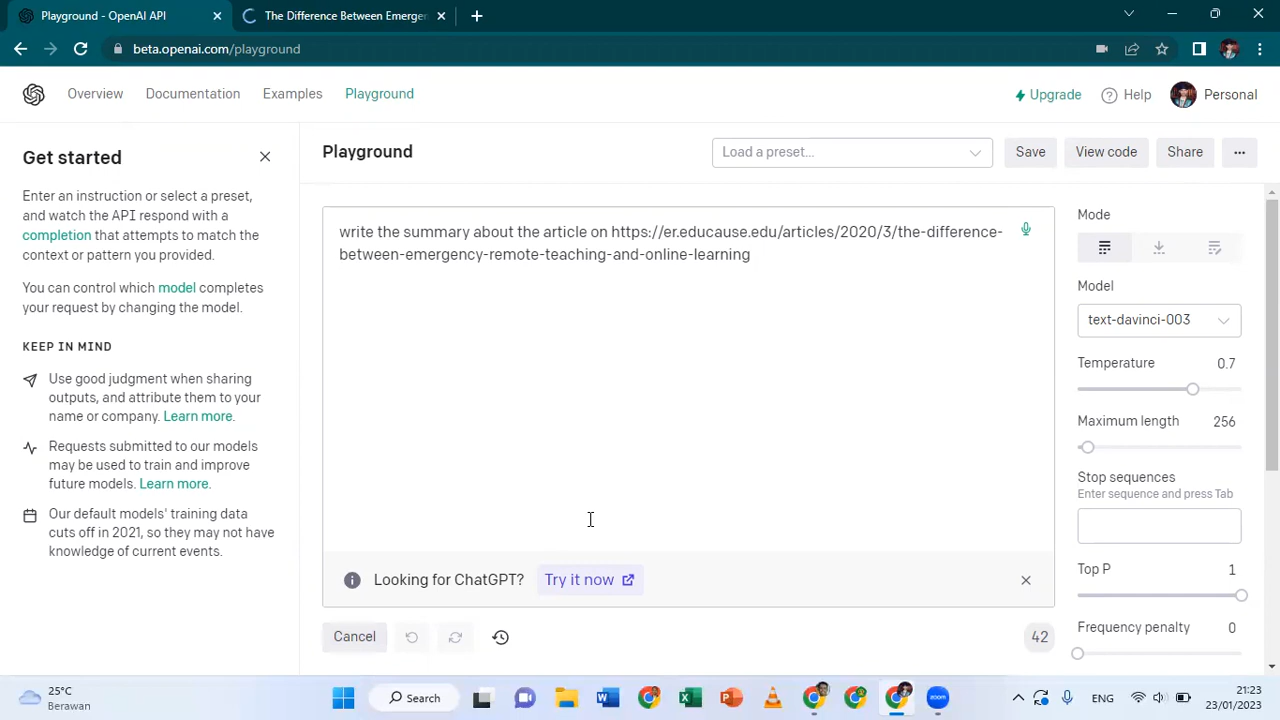 Playground - OpenAI API
The Difference Between Emergen
beta.openai.com/playground
Overview
Documentation
Examples
Playground
Upgrade
Help
Personal
Get started
Enter an instruction or select a preset,
and watch the API respond with a
completion that attempts to match the
context or pattern you provided.
You can control which model completes
your request by changing the model.
KEEP IN MIND
Use good judgment when sharing
outputs, and attribute them to your
name or company. Learn more.
Requests submitted to our models
may be used to train and improve
future models. Learn more.
Our default models' training data
cuts off in 2021, so they may not have
knowledge of current events.
Playground
Load a preset...
Save
View code
Share
...
write the summary about the article on https://er.educause.edu/articles/2020/3/the-difference-
between-emergency-remote-teaching-and-online-learning
Looking for ChatGPT?
Try it now
Cancel
42
Mode
Model
text-davinci-003
Temperature 0.7
Maximum length 256
Stop sequences
Enter sequence and press Tab
Top P 1
Frequency penalty 0
25°C
Berawan
Search
zoom
ENG
21:23
23/01/2023